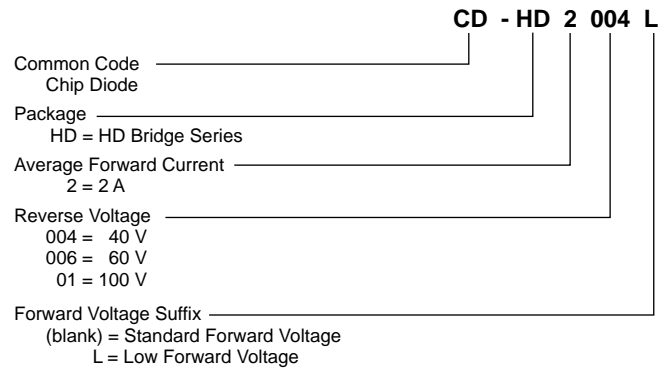 CD - HD 2 004 L
Common Code
Chip Diode
Package
HD = HD Bridge Series
Average Forward Current
2 = 2 A
Reverse Voltage
004 = 40 V
006 = 60 V
01 = 100 V
Forward Voltage Suffix
(blank) = Standard Forward Voltage
L = Low Forward Voltage